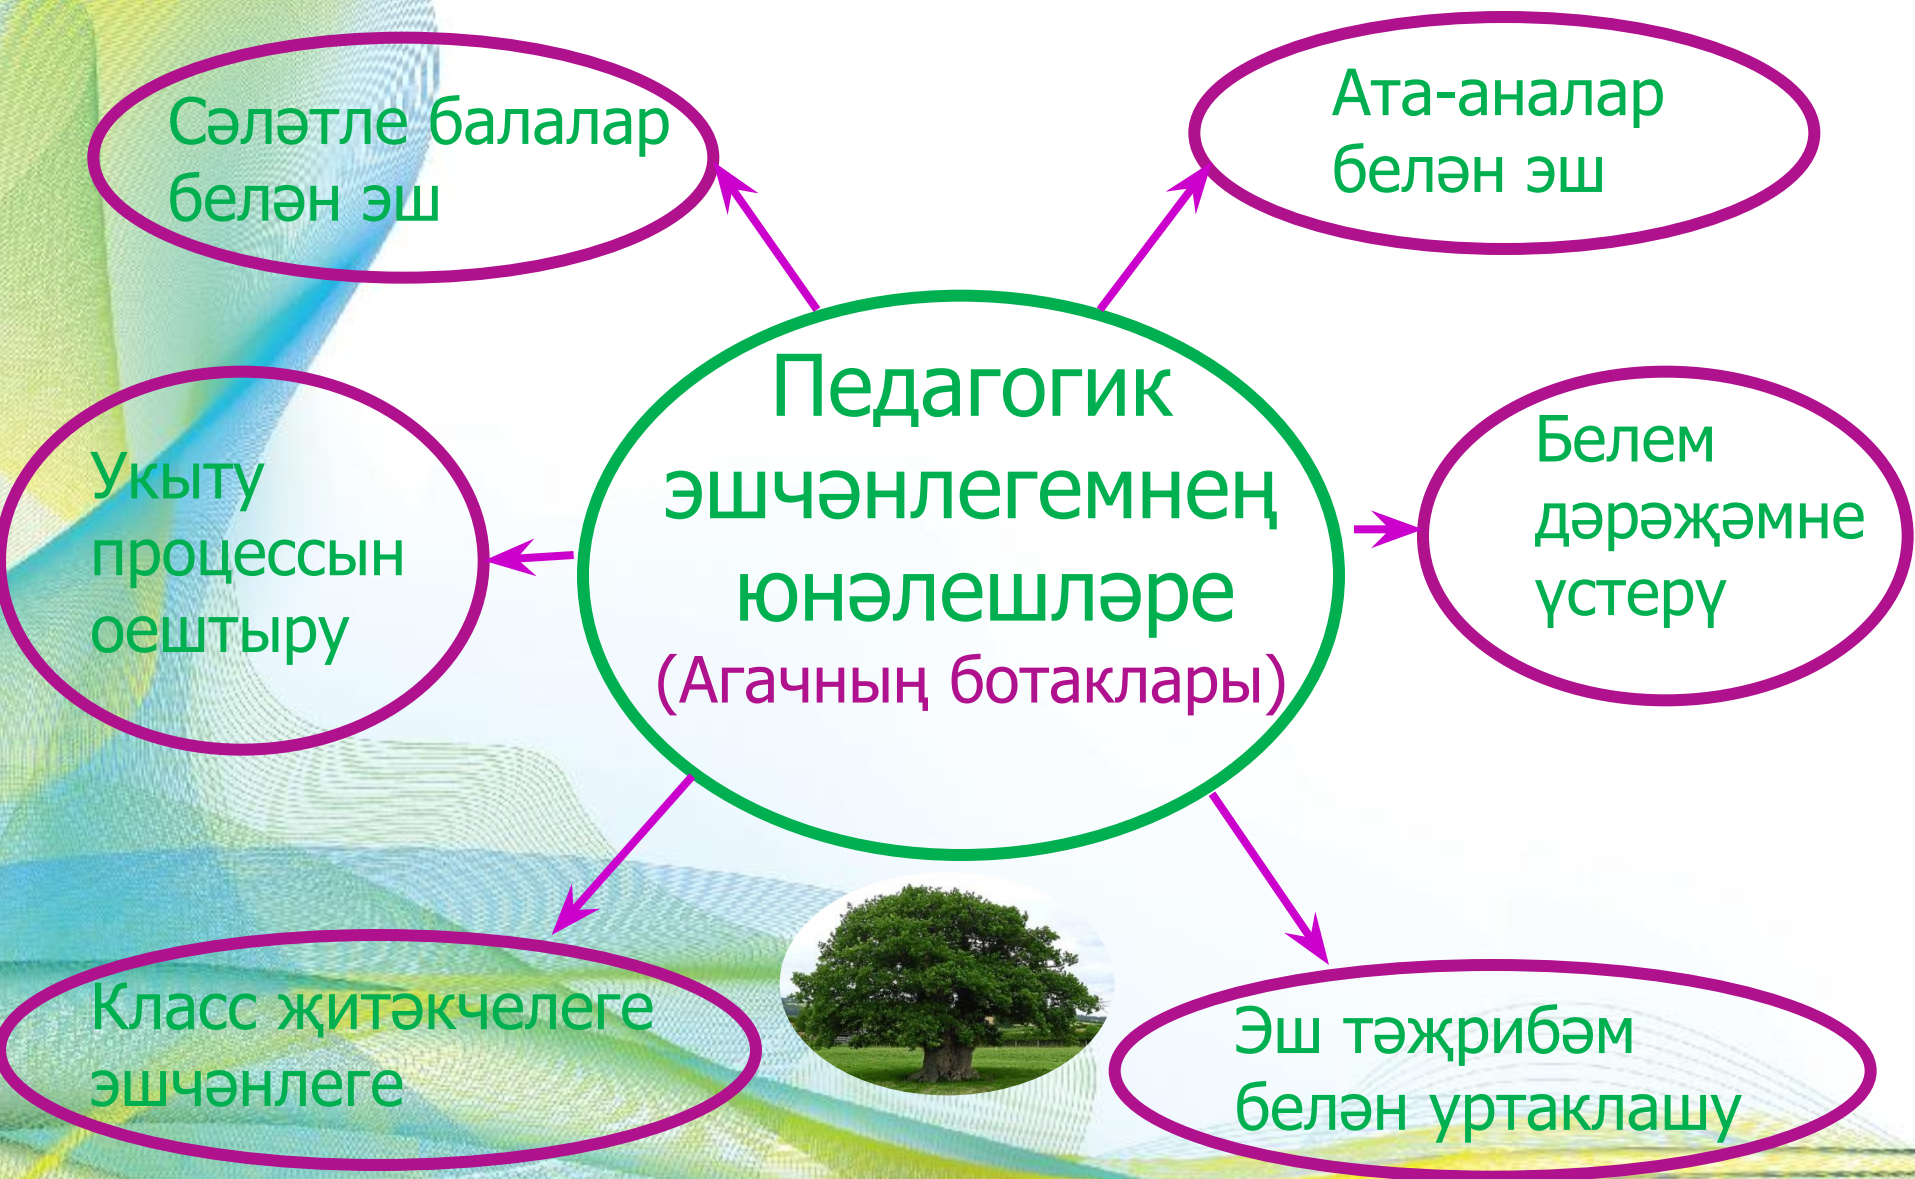 Сәләтле балалар
белән эш
Ата-аналар
белән эш
Педагогик
эшчәнлегемнең
юнәлешләре
(Агачның ботаклары)
Укыту
процессын
оештыру
Белем
дәрәҗәмне
үстерү
Класс җитәкчелеге
эшчәнлеге
Эш тәҗрибәм
белән уртаклашу